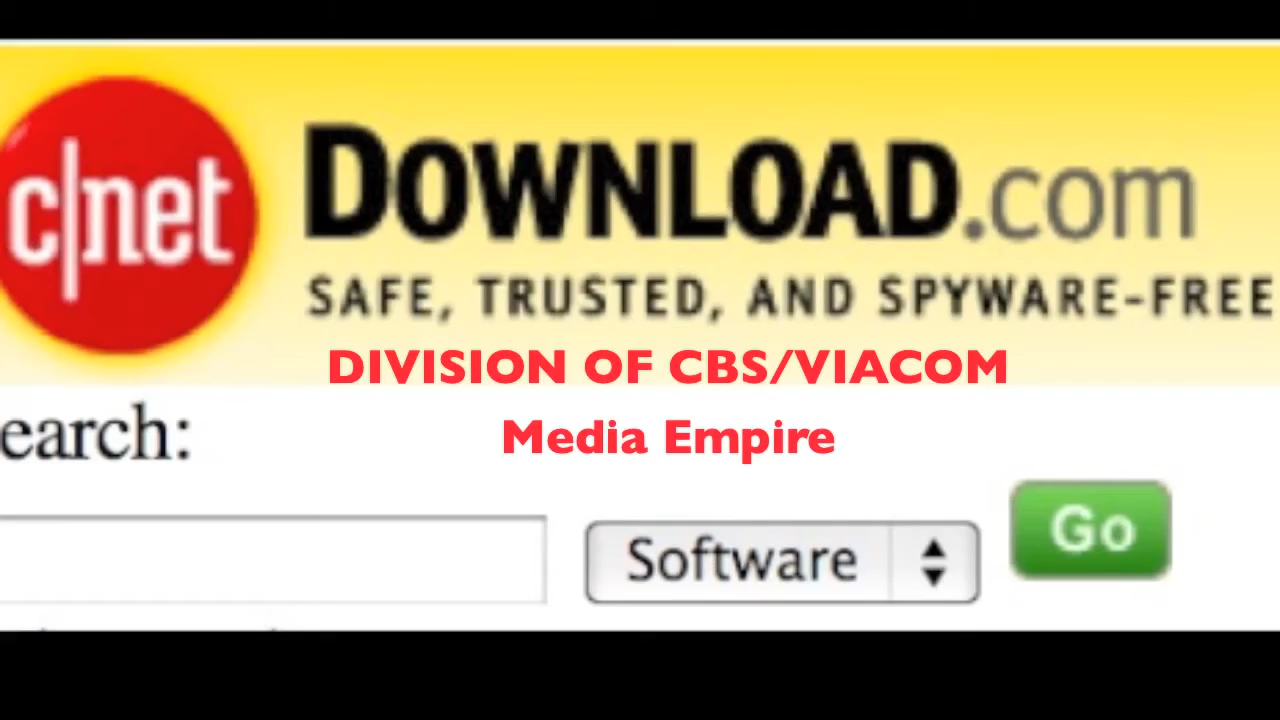 c|net
DOWNLOAD.com
SAFE, TRUSTED, AND SPYWARE-FREE
DIVISION OF CBS/VIACOM
earch:
Media Empire
Software
Go